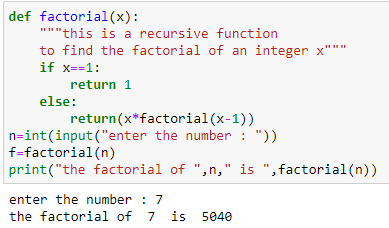 def factorial(x):
    """this is a recursive function
    to find the factorial of an integer x"""
    if x==1:
        return 1
    else:
        return(x*factorial(x-1))
n=int(input("enter the number : "))
f=factorial(n)
print("the factorial of ",n," is ",factorial(n))
enter the number : 7
the factorial of  7  is  5040